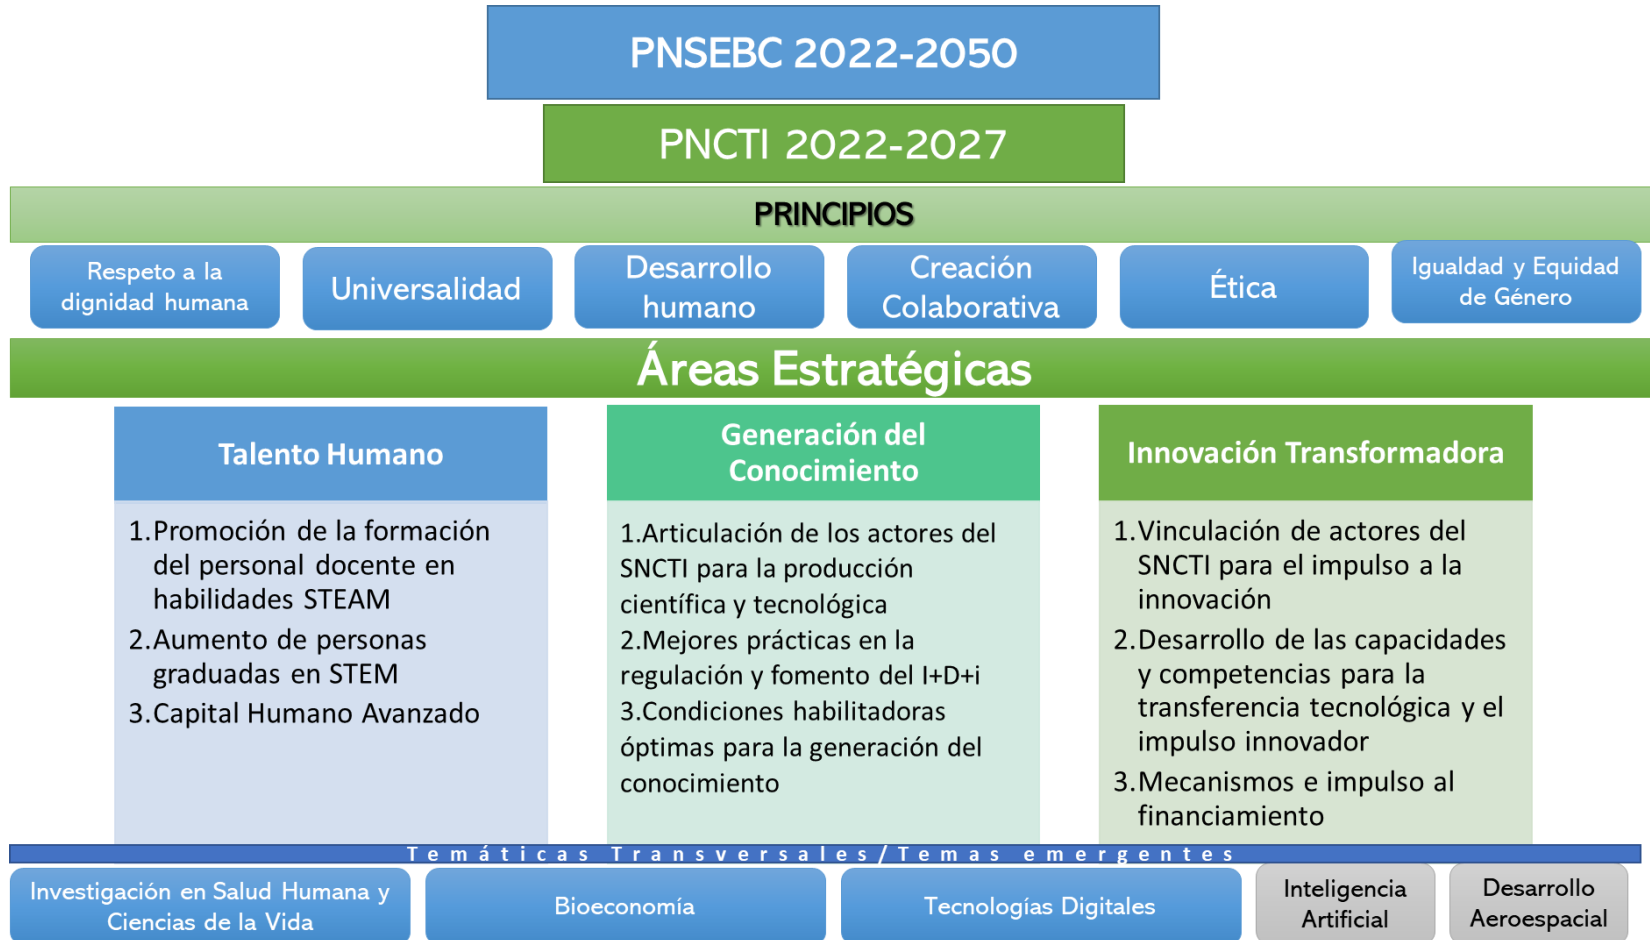 PNSEBC 2022-2050
PNCTI 2022-2027
PRINCIPIOS
Respeto a la
dignidad humana
Universalidad
Desarrollo
humano
Creación
Colaborativa
Ética
Igualdad y Equidad
de Género
Áreas Estratégicas
Talento Humano
1.Promoción de la formación
del personal docente en
habilidades STEAM
2.Aumento de personas
graduadas en STEM
3.Capital Humano Avanzado
Generación del
Conocimiento
1.Articulación de los actores del
SNCTI para la producción
científica y tecnológica
2.Mejores prácticas en la
regulación y fomento del I+D+i
3.Condiciones habilitadoras
óptimas para la generación del
conocimiento
Innovación Transformadora
1.Vinculación de actores del
SNCTI para el impulso a la
innovación
2.Desarrollo de las capacidades
y competencias para la
transferencia tecnológica y el
impulso innovador
3.Mecanismos e impulso al
financiamiento
Temáticas Transversales/Temas emergentes
Investigación en Salud Humana y
Ciencias de la Vida
Bioeconomía
Tecnologías Digitales
Inteligencia
Artificial
Desarrollo
Aeroespacial